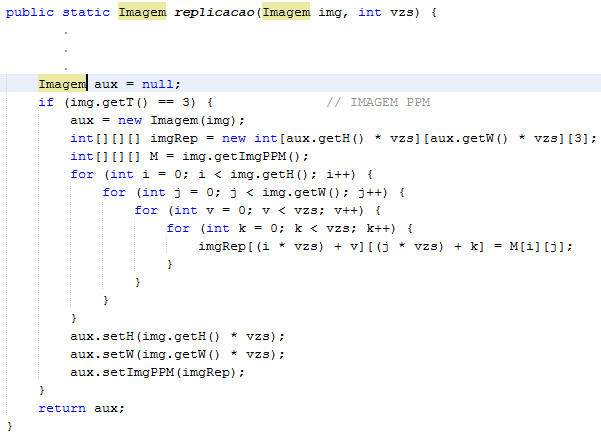 public static Imagem replicacao(Imagem img, int vzs) {
.
.
.
Imagem aux = null;
if (img.getT() == 3) { // IMAGEM PPM
aux = new Imagem(img);
int[][][] imgRep = new int[aux.getH() * vzs][aux.getW() * vzs][3];
int[][][] M = img.getImgPPM();
for (int i = 0; i < img.getH(); i++) {
for (int j = 0; j < img.getW(); j++) {
for (int v = 0; v < vzs; v++) {
for (int k = 0; k < vzs; k++) {
imgRep[(i * vzs) + v][(j * vzs) + k] = M[i][j];
}
}
}
}
aux.setH(img.getH() * vzs);
aux.setW(img.getW() * vzs);
aux.setImgPPM(imgRep);
}
return aux;
}